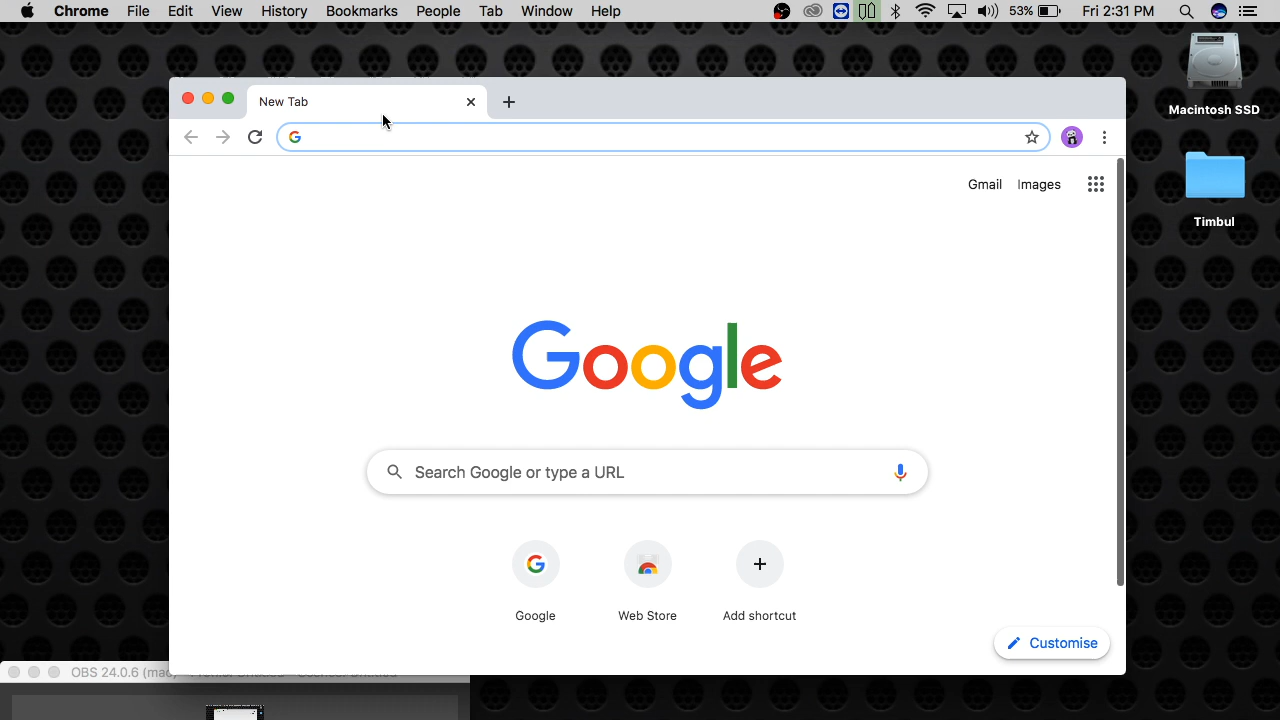 Chrome File Edit View History Bookmarks People Tab Window Help 53% Fri 2:31 PM
Macintosh SSD
Timbul
New Tab
Gmail Images
Google
Search Google or type a URL
Google Web Store Add shortcut
Customise
OBS 24.0.6 (mac)